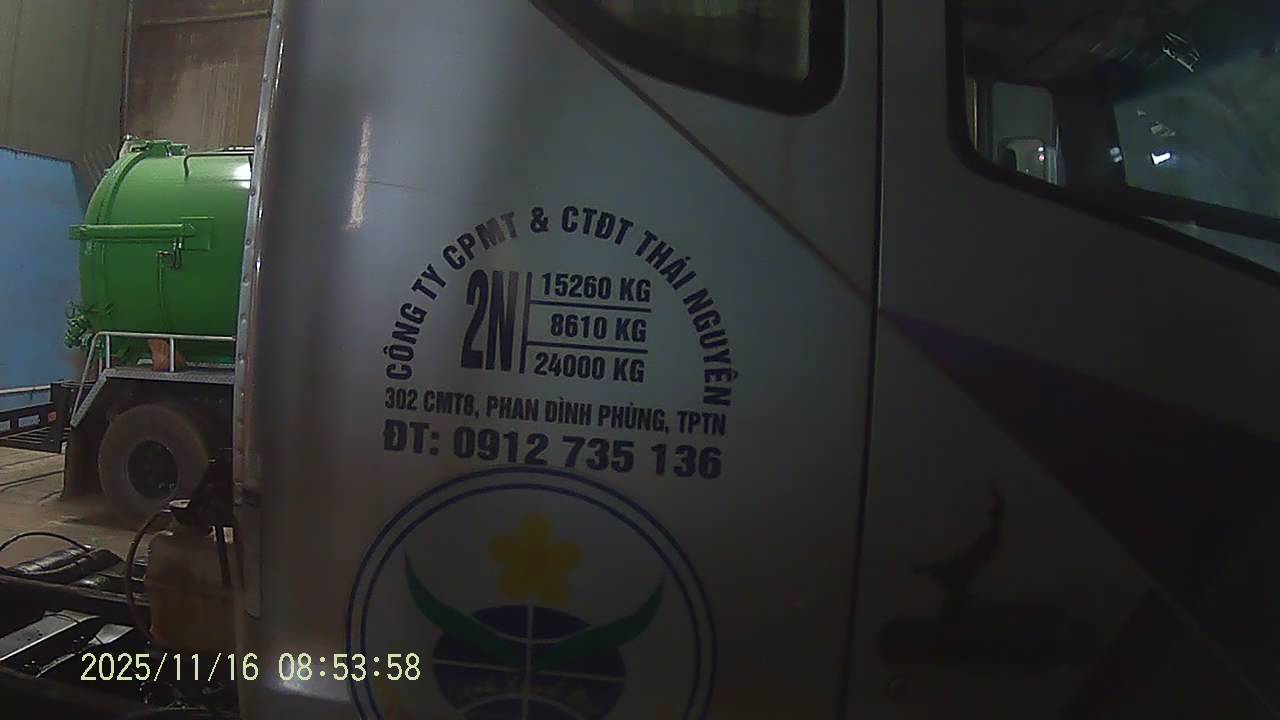 CÔNG TY CPMT & CTĐT THÁI NGUYÊN
2N
15260 KG
8610 KG
24000 KG
302 CMT8, PHAN ĐÌNH PHÙNG, TPTN
ĐT: 0912 735 136
2025/11/16 08:53:58